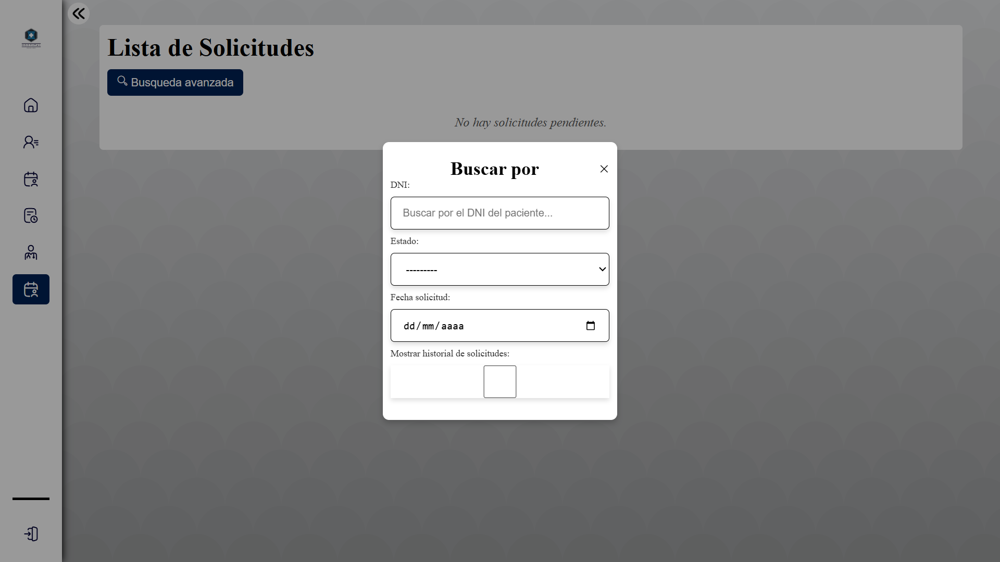 HOSPITAL
Lista de Solicitudes
Busqueda avanzada
No hay solicitudes pendientes.
Buscar por
DNI:
Buscar por el DNI del paciente...
Estado:
---------
Fecha solicitud:
dd/mm/aaaa
Mostrar historial de solicitudes: